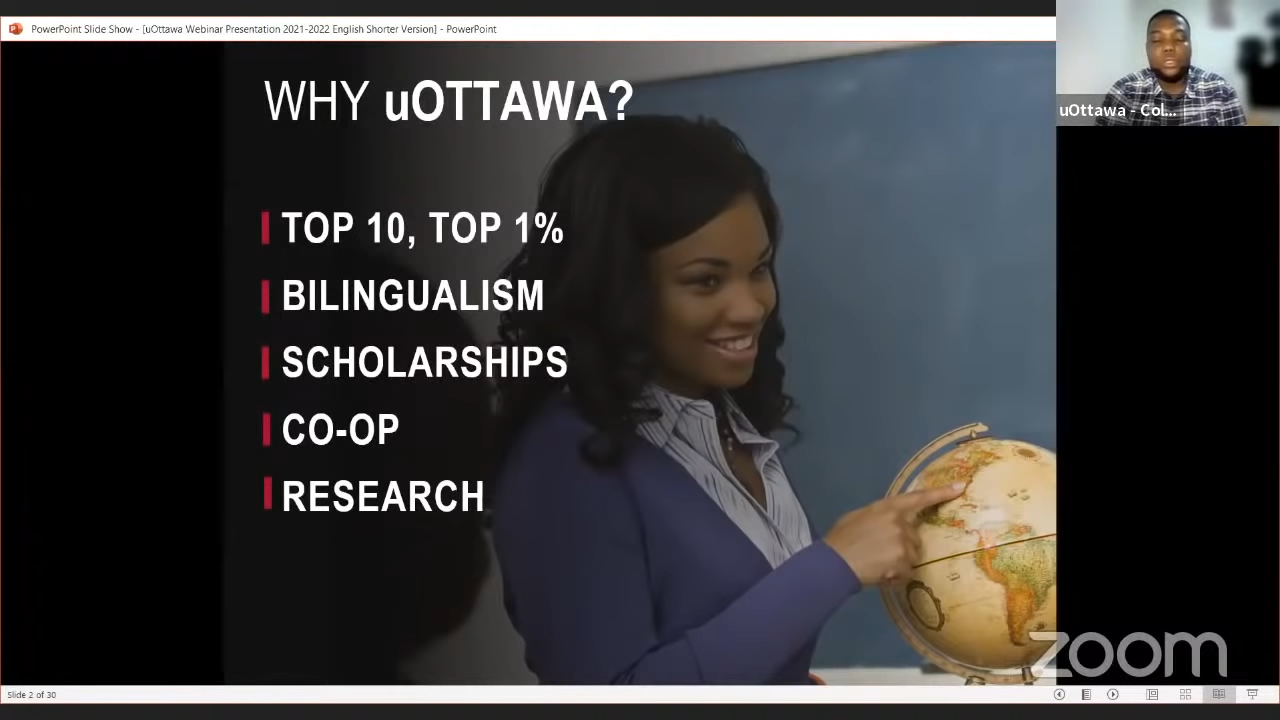 PowerPoint Slide Show - [uOttawa Webinar Presentation 2021-2022 English Shorter Version] - PowerPoint
uOttawa - Col...
WHY uOTTAWA?
TOP 10, TOP 1%
BILINGUALISM
SCHOLARSHIPS
CO-OP
RESEARCH
zoom
Slide 2 of 30